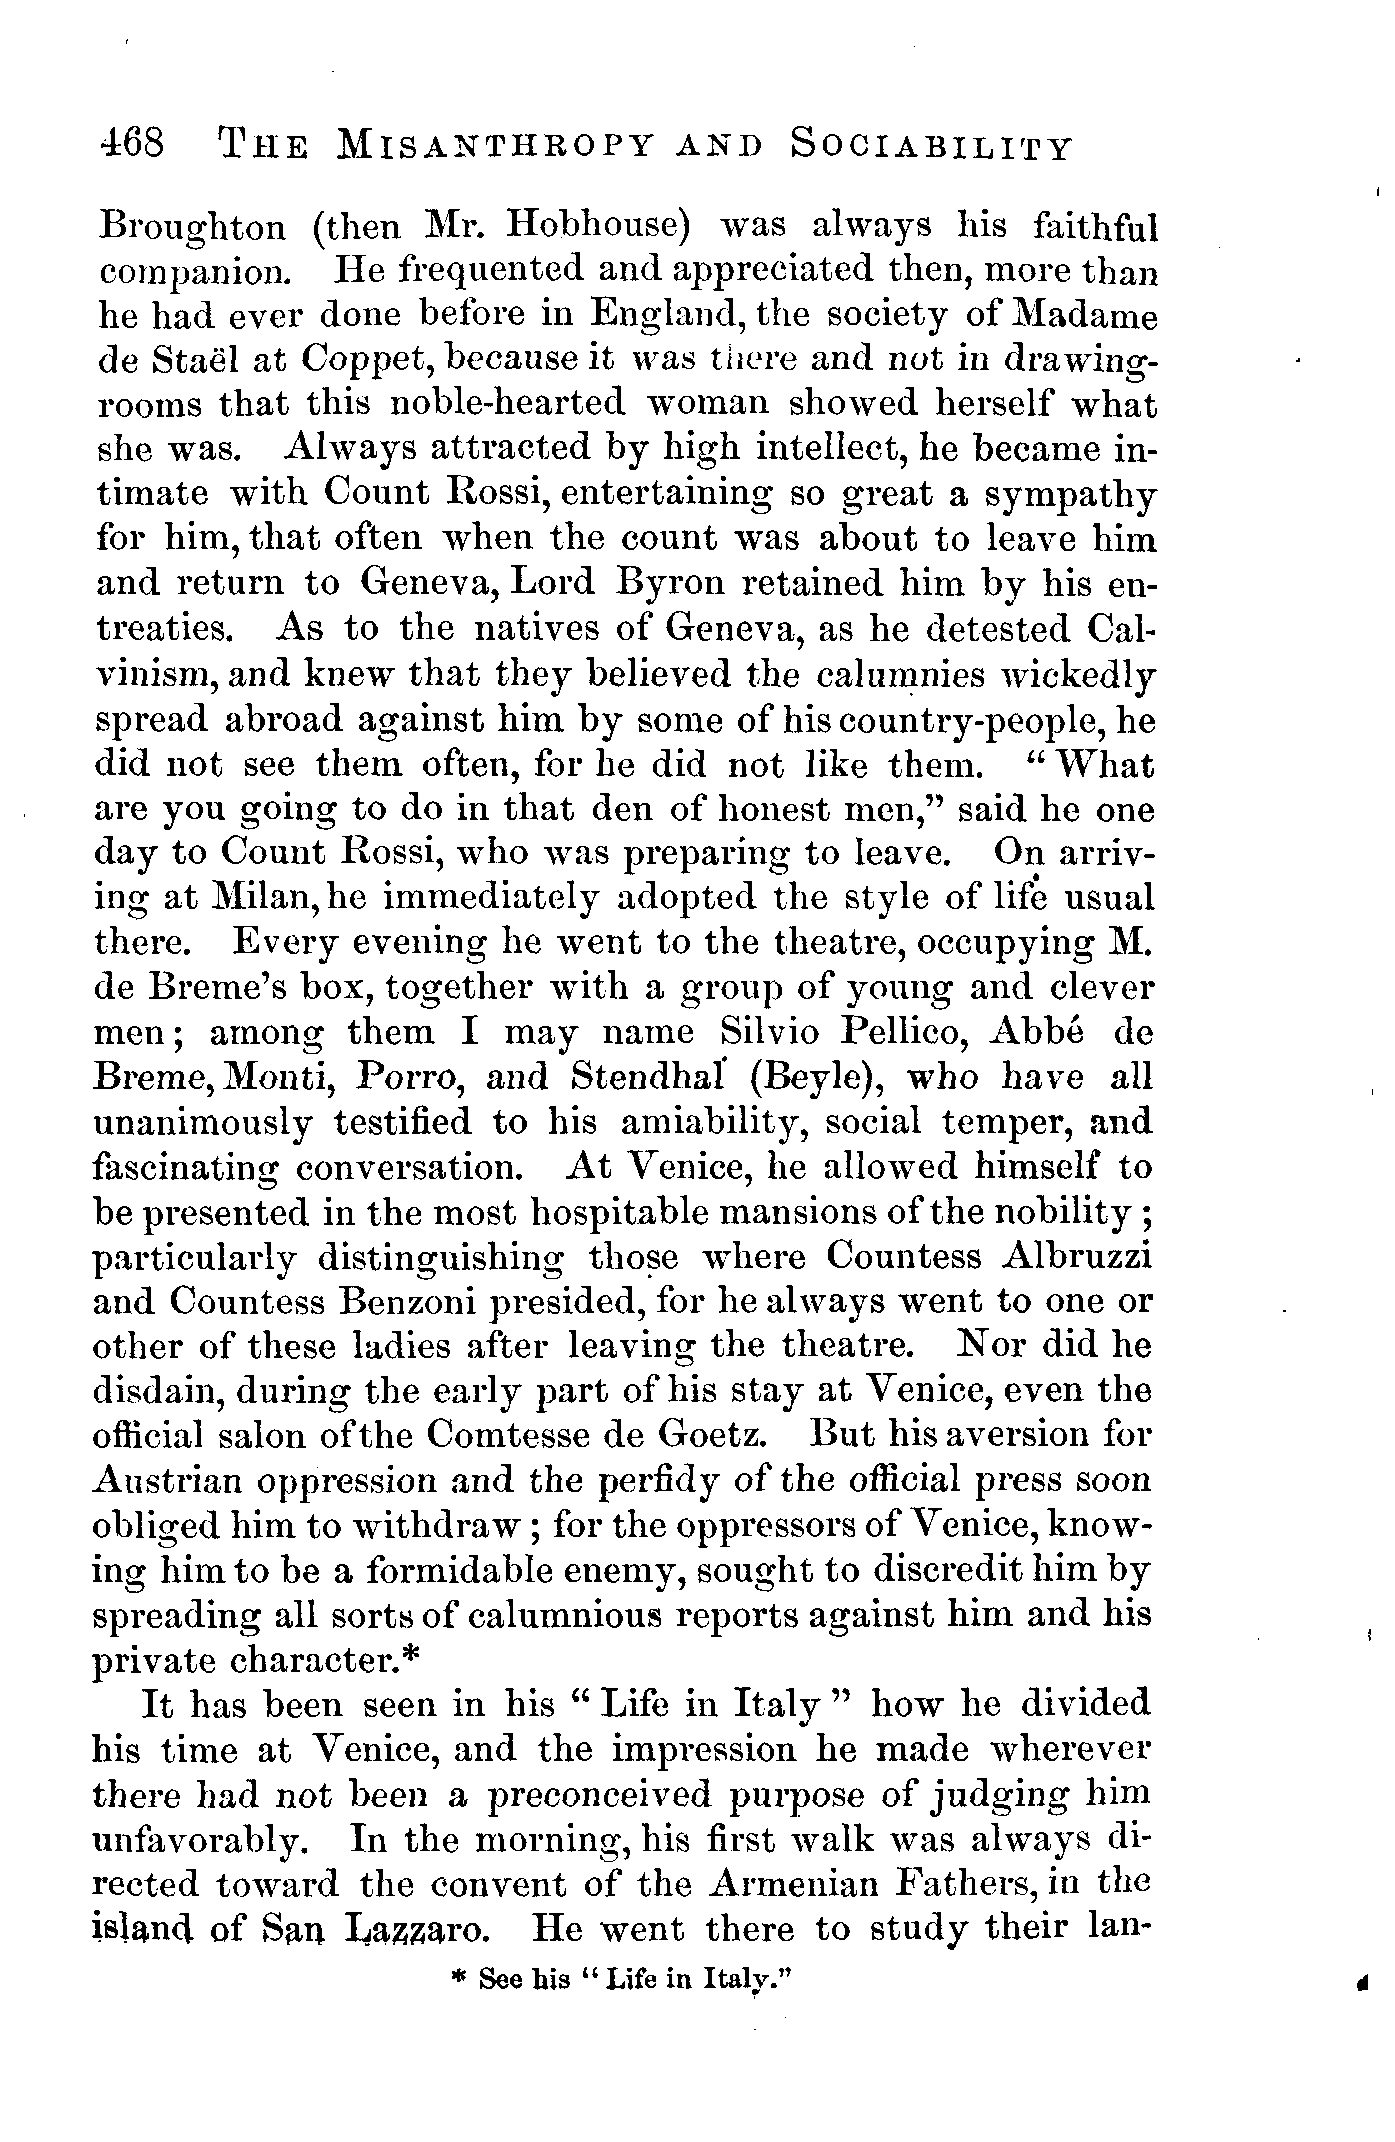 468 THE MISANTHROPY AND SOCIABILITY
Broughton (then Mr. Hobhouse) was always his faithful
companion. He frequented and appreciated then, more than
he had ever done before in England, the society of Madame
de Staël at Coppet, because it was there and not in drawing-
rooms that this noble-hearted woman showed herself what
she was. Always attracted by high intellect, he became in-
timate with Count Rossi, entertaining so great a sympathy
for him, that often when the count was about to leave him
and return to Geneva, Lord Byron retained him by his en-
treaties. As to the natives of Geneva, as he detested Cal-
vinism, and knew that they believed the calumnies wickedly
spread abroad against him by some of his country-people, he
did not see them often, for he did not like them. “ What
are you going to do in that den of honest men,” said he one
day to Count Rossi, who was preparing to leave. On arriv-
ing at Milan, he immediately adopted the style of life usual
there. Every evening he went to the theatre, occupying M.
de Breme’s box, together with a group of young and clever
men ; among them I may name Silvio Pellico, Abbé de
Breme, Monti, Porro, and Stendhal (Beyle), who have all
unanimously testified to his amiability, social temper, and
fascinating conversation. At Venice, he allowed himself to
be presented in the most hospitable mansions of the nobility ;
particularly distinguishing those where Countess Albruzzi
and Countess Benzoni presided, for he always went to one or
other of these ladies after leaving the theatre. Nor did he
disdain, during the early part of his stay at Venice, even the
official salon of the Comtesse de Goetz. But his aversion for
Austrian oppression and the perfidy of the official press soon
obliged him to withdraw ; for the oppressors of Venice, know-
ing him to be a formidable enemy, sought to discredit him by
spreading all sorts of calumnious reports against him and his
private character.*
It has been seen in his “ Life in Italy ” how he divided
his time at Venice, and the impression he made wherever
there had not been a preconceived purpose of judging him
unfavorably. In the morning, his first walk was always di-
rected toward the convent of the Armenian Fathers, in the
island of San Lazzaro. He went there to study their lan-
* See his “ Life in Italy.”